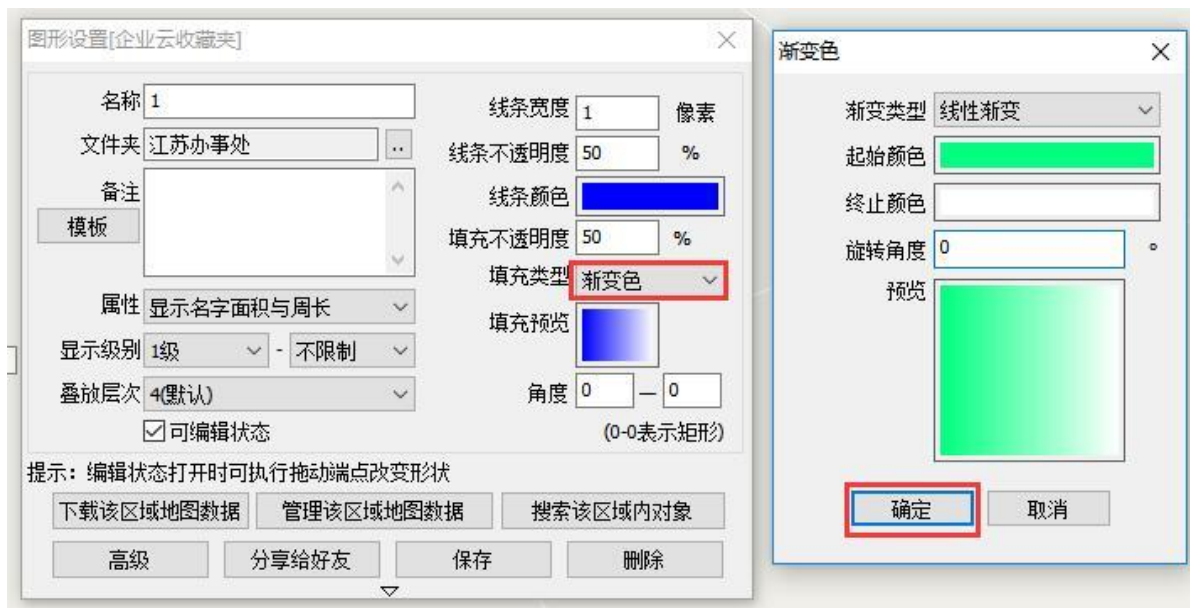 图形设置[企业云收藏夹]
名称 1
文件夹 江苏办事处 ..
备注
模板
属性 显示名字面积与周长
显示级别 1级 - 不限制
叠放层次 4(默认)
可编辑状态
线条宽度 1 像素
线条不透明度 50 %
线条颜色
填充不透明度 50 %
填充类型 渐变色
填充预览
角度 0 — 0
(0-0表示矩形)
提示：编辑状态打开时可执行拖动端点改变形状
下载该区域地图数据 管理该区域地图数据 搜索该区域内对象
高级 分享给好友 保存 删除
渐变色
渐变类型 线性渐变
起始颜色
终止颜色
旋转角度 0 °
预览
确定 取消